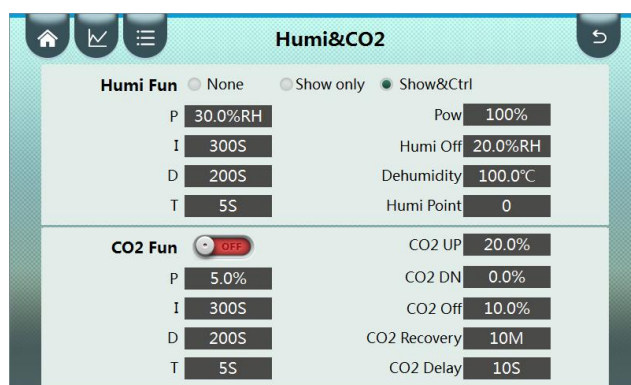 Humi&CO2
Humi Fun None Show only Show&Ctrl
P 30.0%RH Pow 100%
I 300S Humi Off 20.0%RH
D 200S Dehumidity 100.0℃
T 5S Humi Point 0
CO2 Fun OFF CO2 UP 20.0%
P 5.0% CO2 DN 0.0%
I 300S CO2 Off 10.0%
D 200S CO2 Recovery 10M
T 5S CO2 Delay 10S